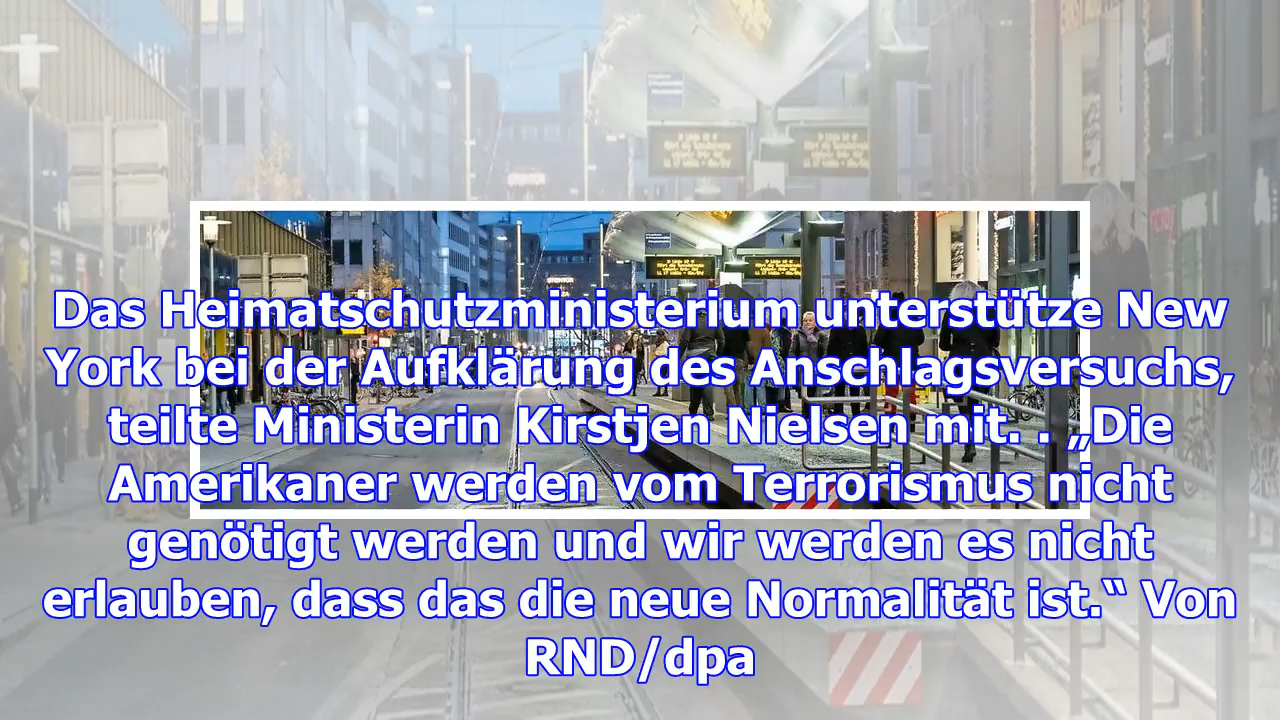 Das Heimatschutzministerium unterstütze New
York bei der Aufklärung des Anschlagsversuchs,
teilte Ministerin Kirstjen Nielsen mit. . „Die
Amerikaner werden vom Terrorismus nicht
genötigt werden und wir werden es nicht
erlauben, dass das die neue Normalität ist.“ Von
RND/dpa